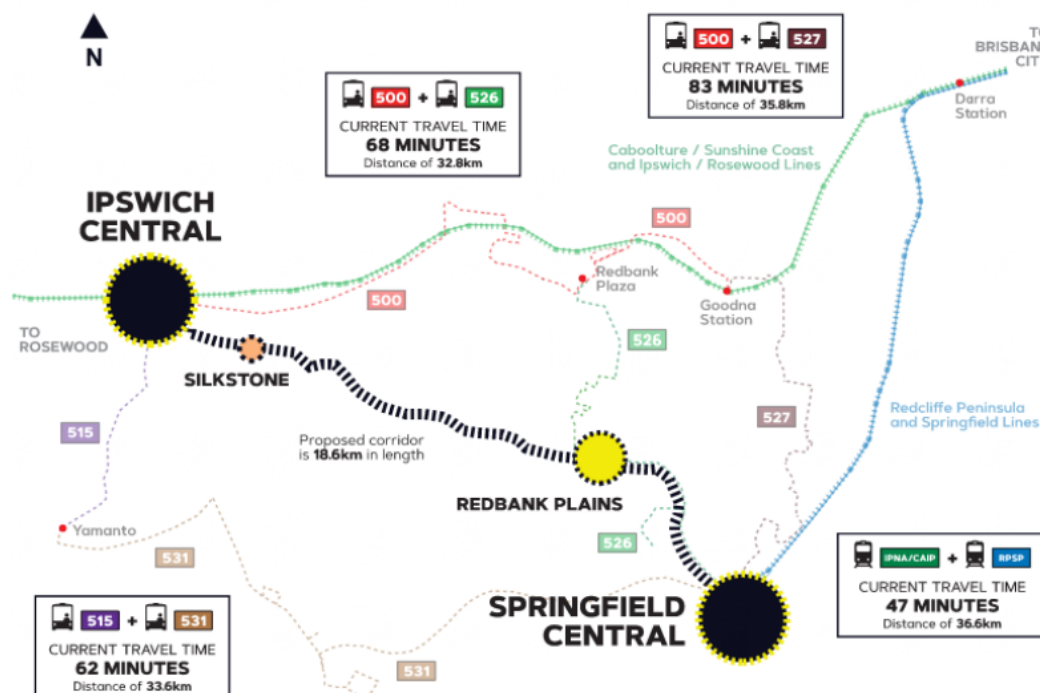 N
500 + 526
CURRENT TRAVEL TIME
68 MINUTES
Distance of 32.8km
500 + 527
CURRENT TRAVEL TIME
83 MINUTES
Distance of 35.8km
TO
BRISBAN
CIT
Darra
Station
Caboolture / Sunshine Coast
and Ipswich / Rosewood Lines
IPSWICH
CENTRAL
500
Redbank
Plaza
500
Goodna
Station
TO
ROSEWOOD
526
SILKSTONE
515
527
Redcliffe Peninsula
and Springfield Lines
Proposed corridor
is 18.6km in length
REDBANK PLAINS
Yamanto
531
526
IPNA/CAIP + RPSP
CURRENT TRAVEL TIME
47 MINUTES
Distance of 36.6km
SPRINGFIELD
CENTRAL
515 + 531
CURRENT TRAVEL TIME
62 MINUTES
Distance of 33.6km
531